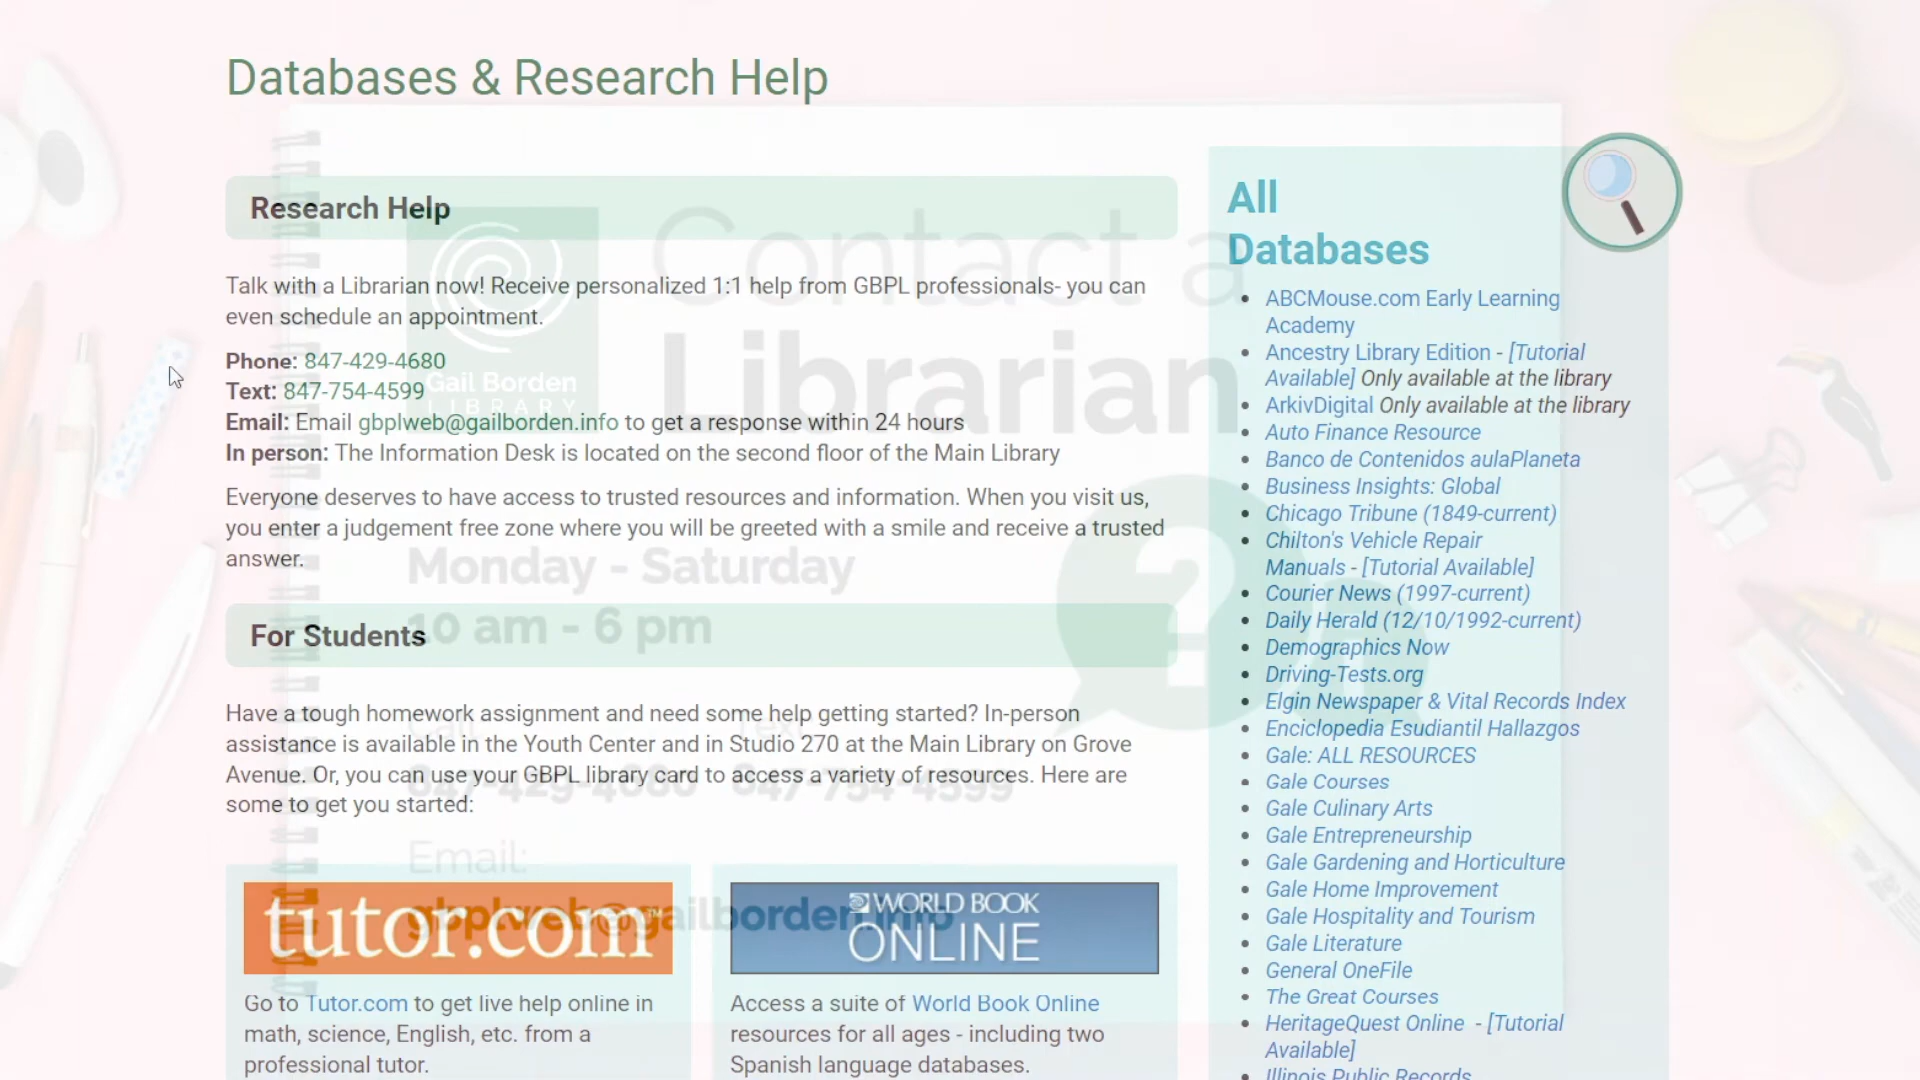 Databases & Research Help
Research Help
Talk with a Librarian now! Receive personalized 1:1 help from GBPL professionals- you can
even schedule an appointment.
Phone: 847-429-4680
Text: 847-754-4599
Email: Email gbplweb@gailborden.info to get a response within 24 hours
In person: The Information Desk is located on the second floor of the Main Library
Everyone deserves to have access to trusted resources and information. When you visit us,
you enter a judgement free zone where you will be greeted with a smile and receive a trusted
answer.
For Students
Have a tough homework assignment and need some help getting started? In-person
assistance is available in the Youth Center and in Studio 270 at the Main Library on Grove
Avenue. Or, you can use your GBPL library card to access a variety of resources. Here are
some to get you started:
tutor.com™
Go to Tutor.com to get live help online in
math, science, English, etc. from a
professional tutor.
WORLD BOOK
ONLINE
Access a suite of World Book Online
resources for all ages - including two
Spanish language databases.
All
Databases
ABCMouse.com Early Learning
Academy
Ancestry Library Edition - [Tutorial
Available] Only available at the library
ArkivDigital Only available at the library
Auto Finance Resource
Banco de Contenidos aulaPlaneta
Business Insights: Global
Chicago Tribune (1849-current)
Chilton's Vehicle Repair
Manuals - [Tutorial Available]
Courier News (1997-current)
Daily Herald (12/10/1992-current)
Demographics Now
Driving-Tests.org
Elgin Newspaper & Vital Records Index
Enciclopedia Esudiantil Hallazgos
Gale: ALL RESOURCES
Gale Courses
Gale Culinary Arts
Gale Entrepreneurship
Gale Gardening and Horticulture
Gale Home Improvement
Gale Hospitality and Tourism
Gale Literature
General OneFile
The Great Courses
HeritageQuest Online - [Tutorial
Available]
Illinois Public Records
Gail Borden
LIBRARY
Contact a
Librarian
Monday - Saturday
10 am - 6 pm
Call:
Text:
847-429-4680
847-754-4599
Email:
gbplweb@gailborden.info